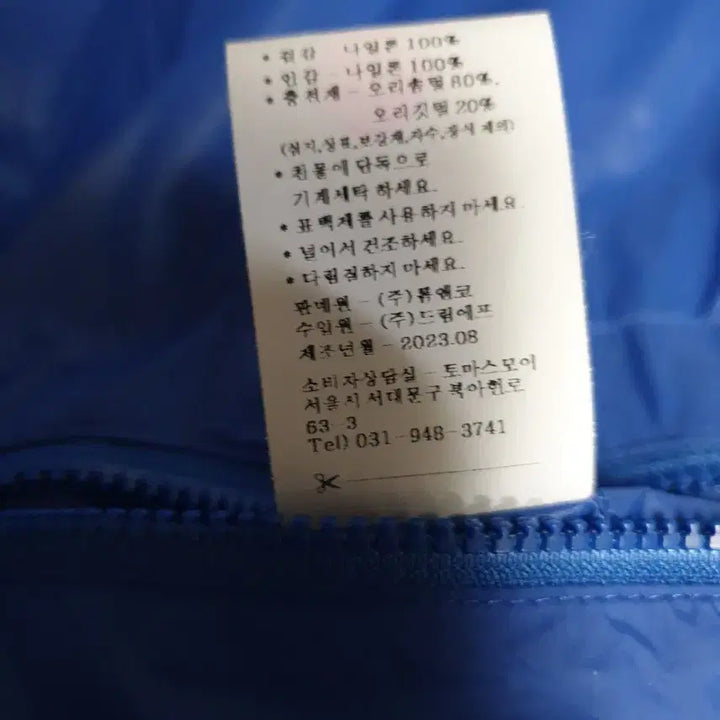 • 겉감 - 나일론 100%
• 안감 - 나일론 100%
• 충전재 - 오리솜털 80%,
오리깃털 20%
(심지,상표,보강재,자수,장식 제외)
• 찬물에 단독으로
기계세탁 하세요.
• 표백제를 사용하지 마세요.
• 널어서 건조하세요.
• 다림질하지 마세요.
판매원 - (주)
수입원 - (주)드림에프
제조년월 - 2023.08
소비자상담실 - 토마스모어
서울시 서대문구 북아현로
63-3
Tel) 031-948-3741